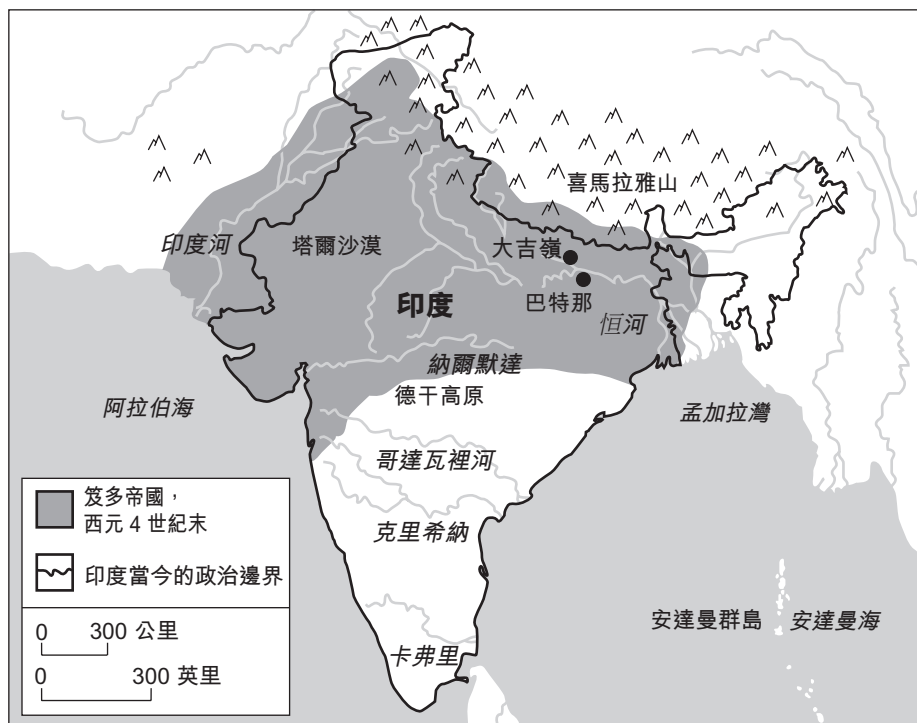 喜馬拉雅山
印度河
塔爾沙漠
大吉嶺
巴特那
印度
恒河
納爾默達
德干高原
阿拉伯海
孟加拉灣
哥達瓦裡河
克里希納
安達曼群島
安達曼海
卡弗里
笈多帝國，
西元 4 世紀末
印度當今的政治邊界
0 300 公里
0 300 英里